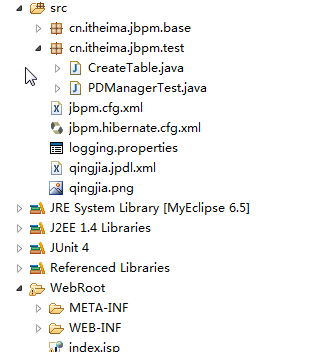 src
cn.itheima.jbpm.base
cn.itheima.jbpm.test
CreateTable.java
PDManagerTest.java
jbpm.cfg.xml
jbpm.hibernate.cfg.xml
logging.properties
qingjia.jpdl.xml
qingjia.png
JRE System Library [MyEclipse 6.5]
J2EE 1.4 Libraries
JUnit 4
Referenced Libraries
WebRoot
META-INF
WEB-INF
index.jsp